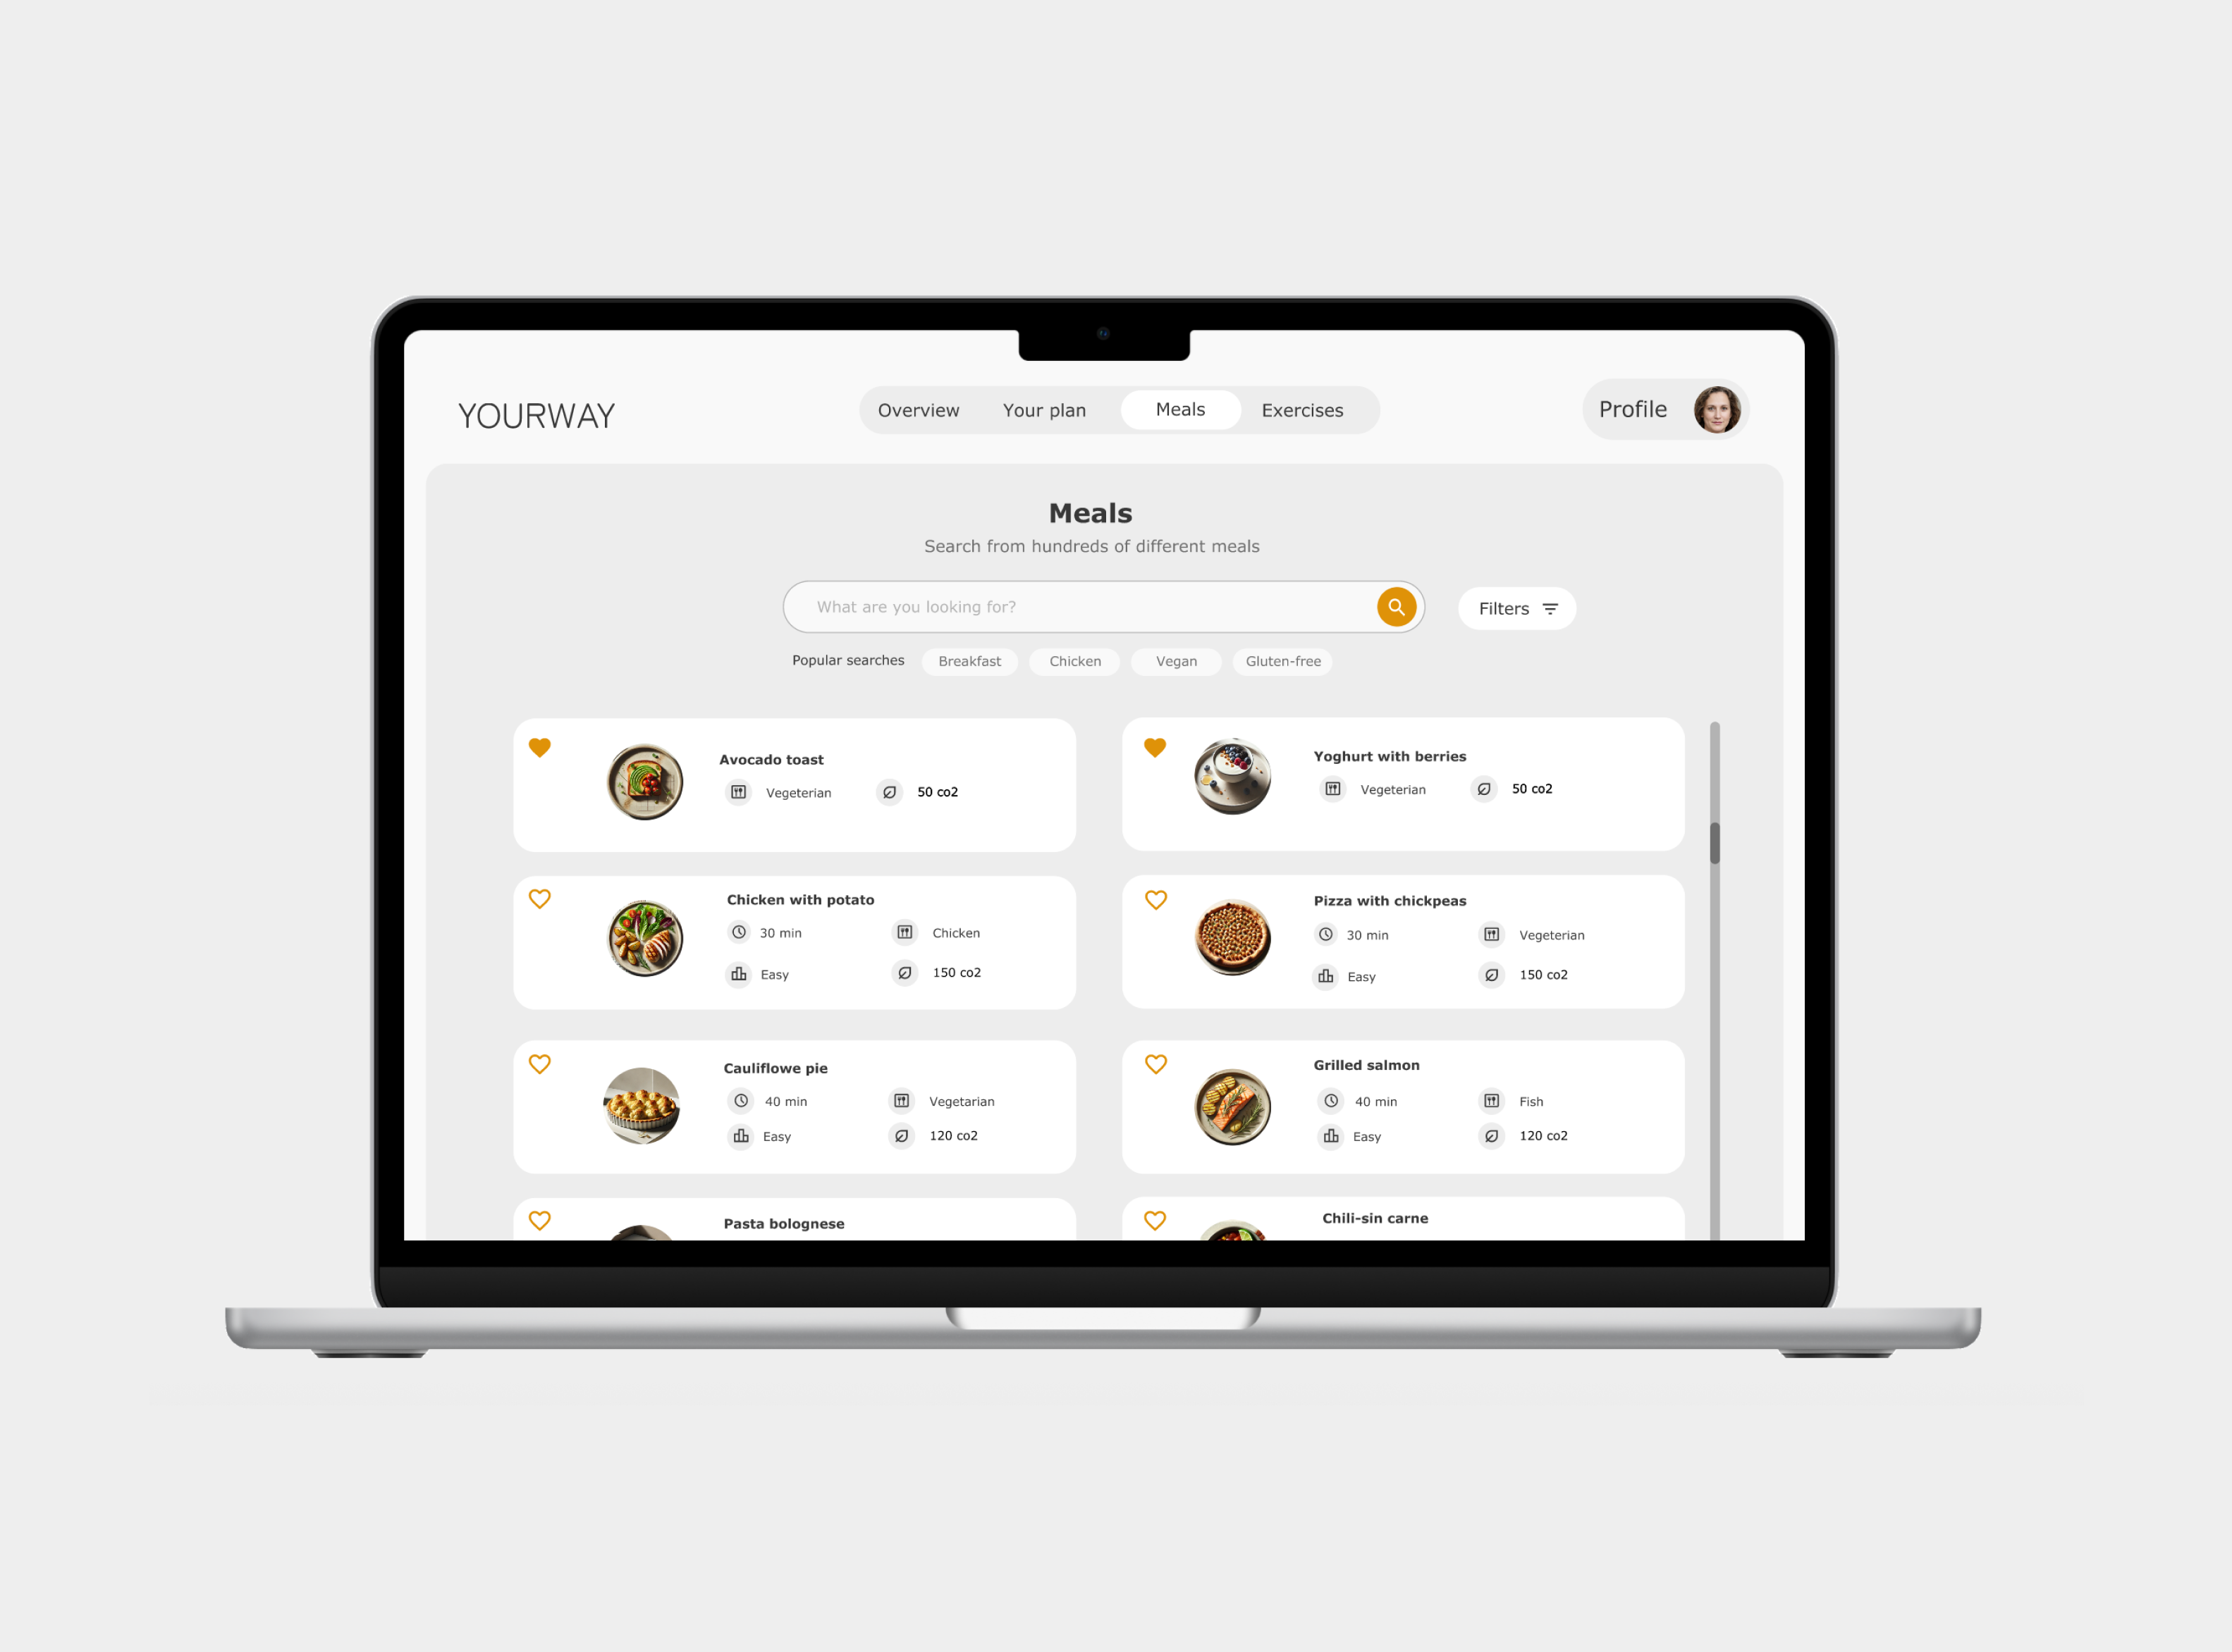 YOURWAY
Overview Your plan Meals Exercises
Profile
Meals
Search from hundreds of different meals
What are you looking for?
Filters
Popular searches Breakfast Chicken Vegan Gluten-free
Avocado toast
Vegeterian 50 co2
Yoghurt with berries
Vegeterian 50 co2
Chicken with potato
30 min Chicken
Easy 150 co2
Pizza with chickpeas
30 min Vegeterian
Easy 150 co2
Cauliflowe pie
40 min Vegetarian
Easy 120 co2
Grilled salmon
40 min Fish
Easy 120 co2
Pasta bolognese
Chili-sin carne